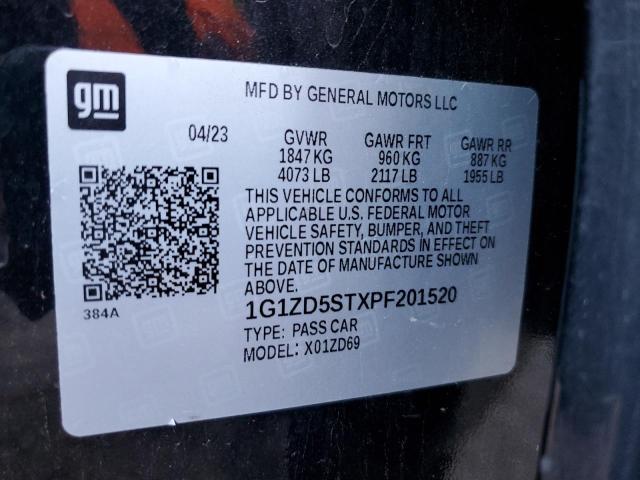 gm
MFD BY GENERAL MOTORS LLC
04/23 GVWR GAWR FRT GAWR RR
1847 KG 960 KG 887 KG
4073 LB 2117 LB 1955 LB
THIS VEHICLE CONFORMS TO ALL
APPLICABLE U.S. FEDERAL MOTOR
VEHICLE SAFETY, BUMPER, AND THEFT
PREVENTION STANDARDS IN EFFECT ON
THE DATE OF MANUFACTURE SHOWN
ABOVE.
384A
1G1ZD5STXPF201520
TYPE: PASS CAR
MODEL: X01ZD69